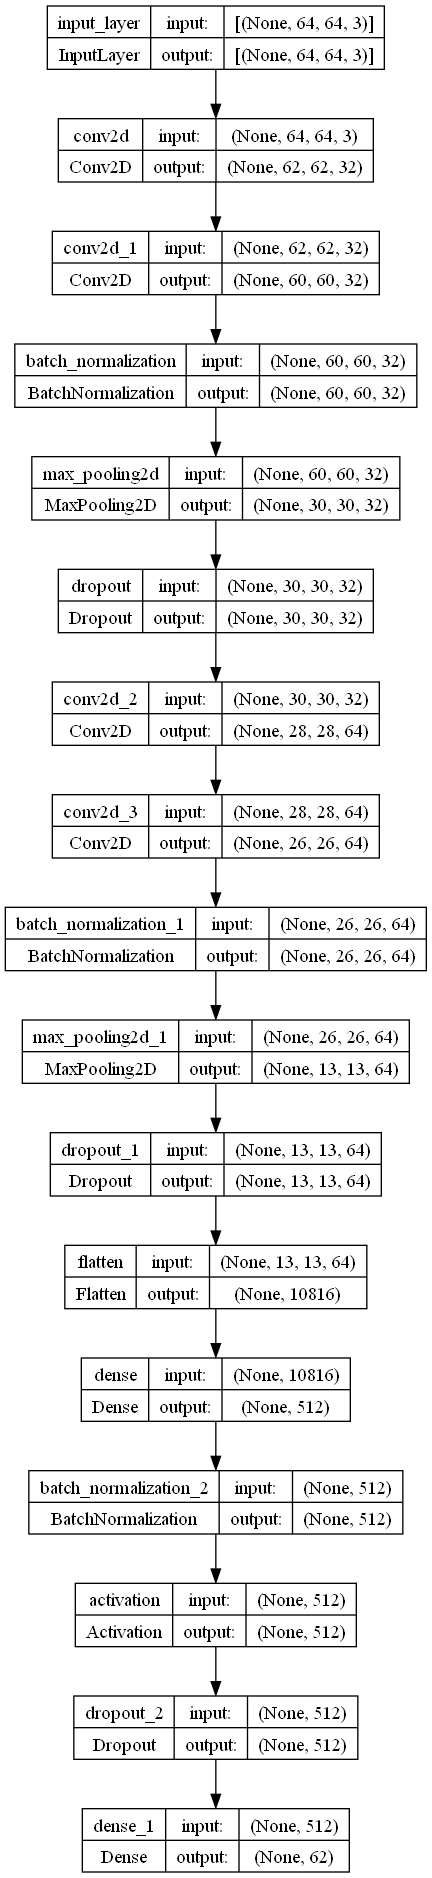 input_layer input: [(None, 64, 64, 3)]
InputLayer output: [(None, 64, 64, 3)]
conv2d input: (None, 64, 64, 3)
Conv2D output: (None, 62, 62, 32)
conv2d_1 input: (None, 62, 62, 32)
Conv2D output: (None, 60, 60, 32)
batch_normalization input: (None, 60, 60, 32)
BatchNormalization output: (None, 60, 60, 32)
max_pooling2d input: (None, 60, 60, 32)
MaxPooling2D output: (None, 30, 30, 32)
dropout input: (None, 30, 30, 32)
Dropout output: (None, 30, 30, 32)
conv2d_2 input: (None, 30, 30, 32)
Conv2D output: (None, 28, 28, 64)
conv2d_3 input: (None, 28, 28, 64)
Conv2D output: (None, 26, 26, 64)
batch_normalization_1 input: (None, 26, 26, 64)
BatchNormalization output: (None, 26, 26, 64)
max_pooling2d_1 input: (None, 26, 26, 64)
MaxPooling2D output: (None, 13, 13, 64)
dropout_1 input: (None, 13, 13, 64)
Dropout output: (None, 13, 13, 64)
flatten input: (None, 13, 13, 64)
Flatten output: (None, 10816)
dense input: (None, 10816)
Dense output: (None, 512)
batch_normalization_2 input: (None, 512)
BatchNormalization output: (None, 512)
activation input: (None, 512)
Activation output: (None, 512)
dropout_2 input: (None, 512)
Dropout output: (None, 512)
dense_1 input: (None, 512)
Dense output: (None, 62)